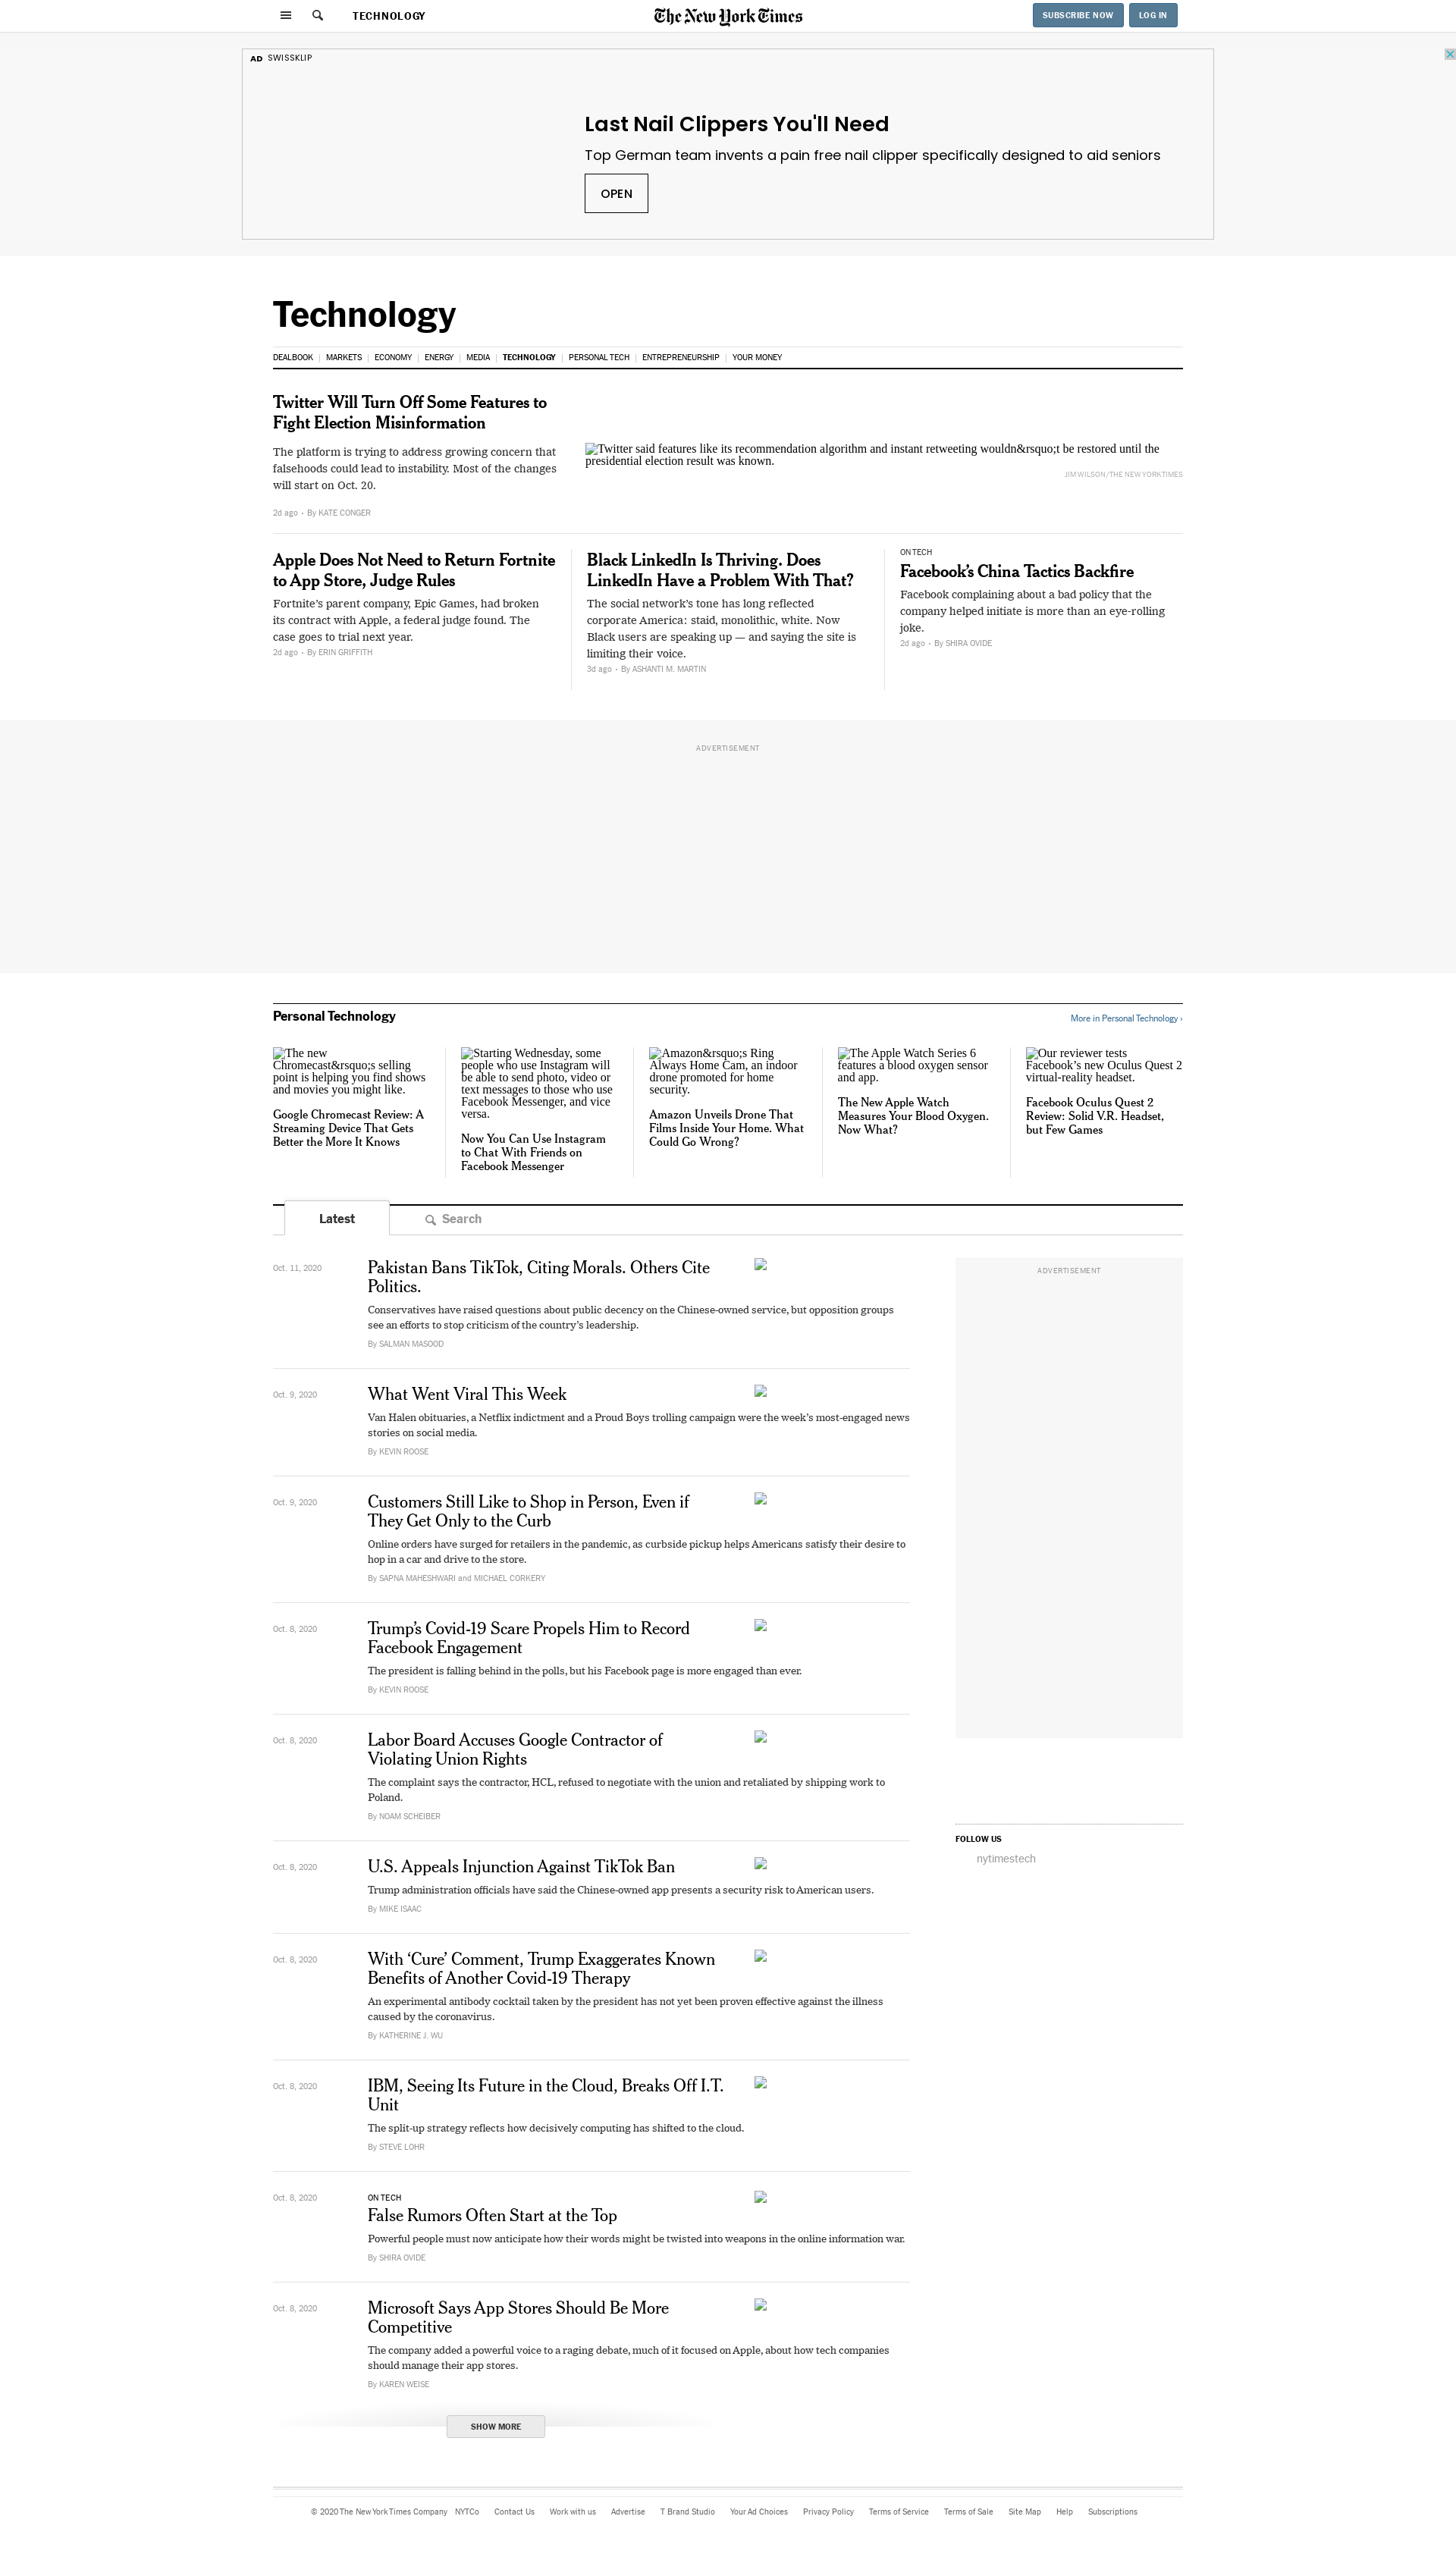 TECHNOLOGY
The New York Times
SUBSCRIBE NOW
LOG IN
AD SWISSKLIP
Last Nail Clippers You'll Need
Top German team invents a pain free nail clipper specifically designed to aid seniors
OPEN
Technology
DEALBOOK | MARKETS | ECONOMY | ENERGY | MEDIA | TECHNOLOGY | PERSONAL TECH | ENTREPRENEURSHIP | YOUR MONEY
Twitter Will Turn Off Some Features to
Fight Election Misinformation
The platform is trying to address growing concern that
falsehoods could lead to instability. Most of the changes
will start on Oct. 20.
2d ago • By KATE CONGER
Twitter said features like its recommendation algorithm and instant retweeting wouldn&rsquo;t be restored until the
presidential election result was known.
JIM WILSON/THE NEW YORK TIMES
Apple Does Not Need to Return Fortnite
to App Store, Judge Rules
Fortnite’s parent company, Epic Games, had broken
its contract with Apple, a federal judge found. The
case goes to trial next year.
2d ago • By ERIN GRIFFITH
Black LinkedIn Is Thriving. Does
LinkedIn Have a Problem With That?
The social network’s tone has long reflected
corporate America: staid, monolithic, white. Now
Black users are speaking up — and saying the site is
limiting their voice.
3d ago • By ASHANTI M. MARTIN
ON TECH
Facebook’s China Tactics Backfire
Facebook complaining about a bad policy that the
company helped initiate is more than an eye-rolling
joke.
2d ago • By SHIRA OVIDE
ADVERTISEMENT
Personal Technology
More in Personal Technology ›
The new
Chromecast&rsquo;s selling
point is helping you find shows
and movies you might like.
Google Chromecast Review: A
Streaming Device That Gets
Better the More It Knows
Starting Wednesday, some
people who use Instagram will
be able to send photo, video or
text messages to those who use
Facebook Messenger, and vice
versa.
Now You Can Use Instagram
to Chat With Friends on
Facebook Messenger
Amazon&rsquo;s Ring
Always Home Cam, an indoor
drone promoted for home
security.
Amazon Unveils Drone That
Films Inside Your Home. What
Could Go Wrong?
The Apple Watch Series 6
features a blood oxygen sensor
and app.
The New Apple Watch
Measures Your Blood Oxygen.
Now What?
Our reviewer tests
Facebook’s new Oculus Quest 2
virtual-reality headset.
Facebook Oculus Quest 2
Review: Solid V.R. Headset,
but Few Games
Latest
Search
Oct. 11, 2020
Pakistan Bans TikTok, Citing Morals. Others Cite
Politics.
Conservatives have raised questions about public decency on the Chinese-owned service, but opposition groups
see an efforts to stop criticism of the country’s leadership.
By SALMAN MASOOD
ADVERTISEMENT
Oct. 9, 2020
What Went Viral This Week
Van Halen obituaries, a Netflix indictment and a Proud Boys trolling campaign were the week’s most-engaged news
stories on social media.
By KEVIN ROOSE
Oct. 9, 2020
Customers Still Like to Shop in Person, Even if
They Get Only to the Curb
Online orders have surged for retailers in the pandemic, as curbside pickup helps Americans satisfy their desire to
hop in a car and drive to the store.
By SAPNA MAHESHWARI and MICHAEL CORKERY
Oct. 8, 2020
Trump’s Covid-19 Scare Propels Him to Record
Facebook Engagement
The president is falling behind in the polls, but his Facebook page is more engaged than ever.
By KEVIN ROOSE
Oct. 8, 2020
Labor Board Accuses Google Contractor of
Violating Union Rights
The complaint says the contractor, HCL, refused to negotiate with the union and retaliated by shipping work to
Poland.
By NOAM SCHEIBER
FOLLOW US
nytimestech
Oct. 8, 2020
U.S. Appeals Injunction Against TikTok Ban
Trump administration officials have said the Chinese-owned app presents a security risk to American users.
By MIKE ISAAC
Oct. 8, 2020
With ‘Cure’ Comment, Trump Exaggerates Known
Benefits of Another Covid-19 Therapy
An experimental antibody cocktail taken by the president has not yet been proven effective against the illness
caused by the coronavirus.
By KATHERINE J. WU
Oct. 8, 2020
IBM, Seeing Its Future in the Cloud, Breaks Off I.T.
Unit
The split-up strategy reflects how decisively computing has shifted to the cloud.
By STEVE LOHR
Oct. 8, 2020
ON TECH
False Rumors Often Start at the Top
Powerful people must now anticipate how their words might be twisted into weapons in the online information war.
By SHIRA OVIDE
Oct. 8, 2020
Microsoft Says App Stores Should Be More
Competitive
The company added a powerful voice to a raging debate, much of it focused on Apple, about how tech companies
should manage their app stores.
By KAREN WEISE
SHOW MORE
© 2020 The New York Times Company NYTCo Contact Us Work with us Advertise T Brand Studio Your Ad Choices Privacy Policy Terms of Service Terms of Sale Site Map Help Subscriptions